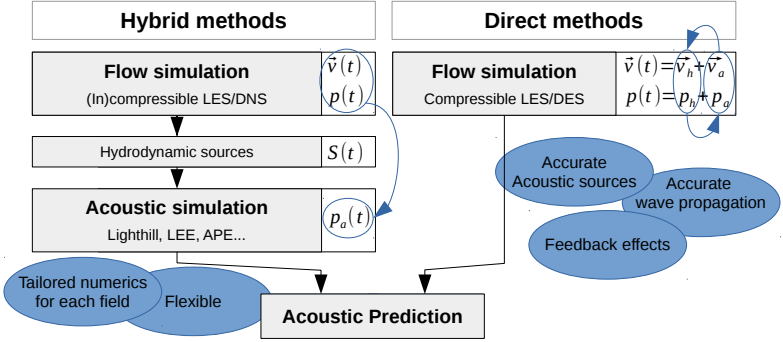 Hybrid methods
Direct methods
Flow simulation
(In)compressible LES/DNS
v⃗(t)
p(t)
Hydrodynamic sources
S(t)
Acoustic simulation
Lighthill, LEE, APE...
pₐ(t)
Tailored numerics
for each field
Flexible
Flow simulation
Compressible LES/DES
v⃗(t)=v⃗ₕ+v⃗ₐ
p(t)=pₕ+pₐ
Accurate
Acoustic sources
Accurate
wave propagation
Feedback effects
Acoustic Prediction